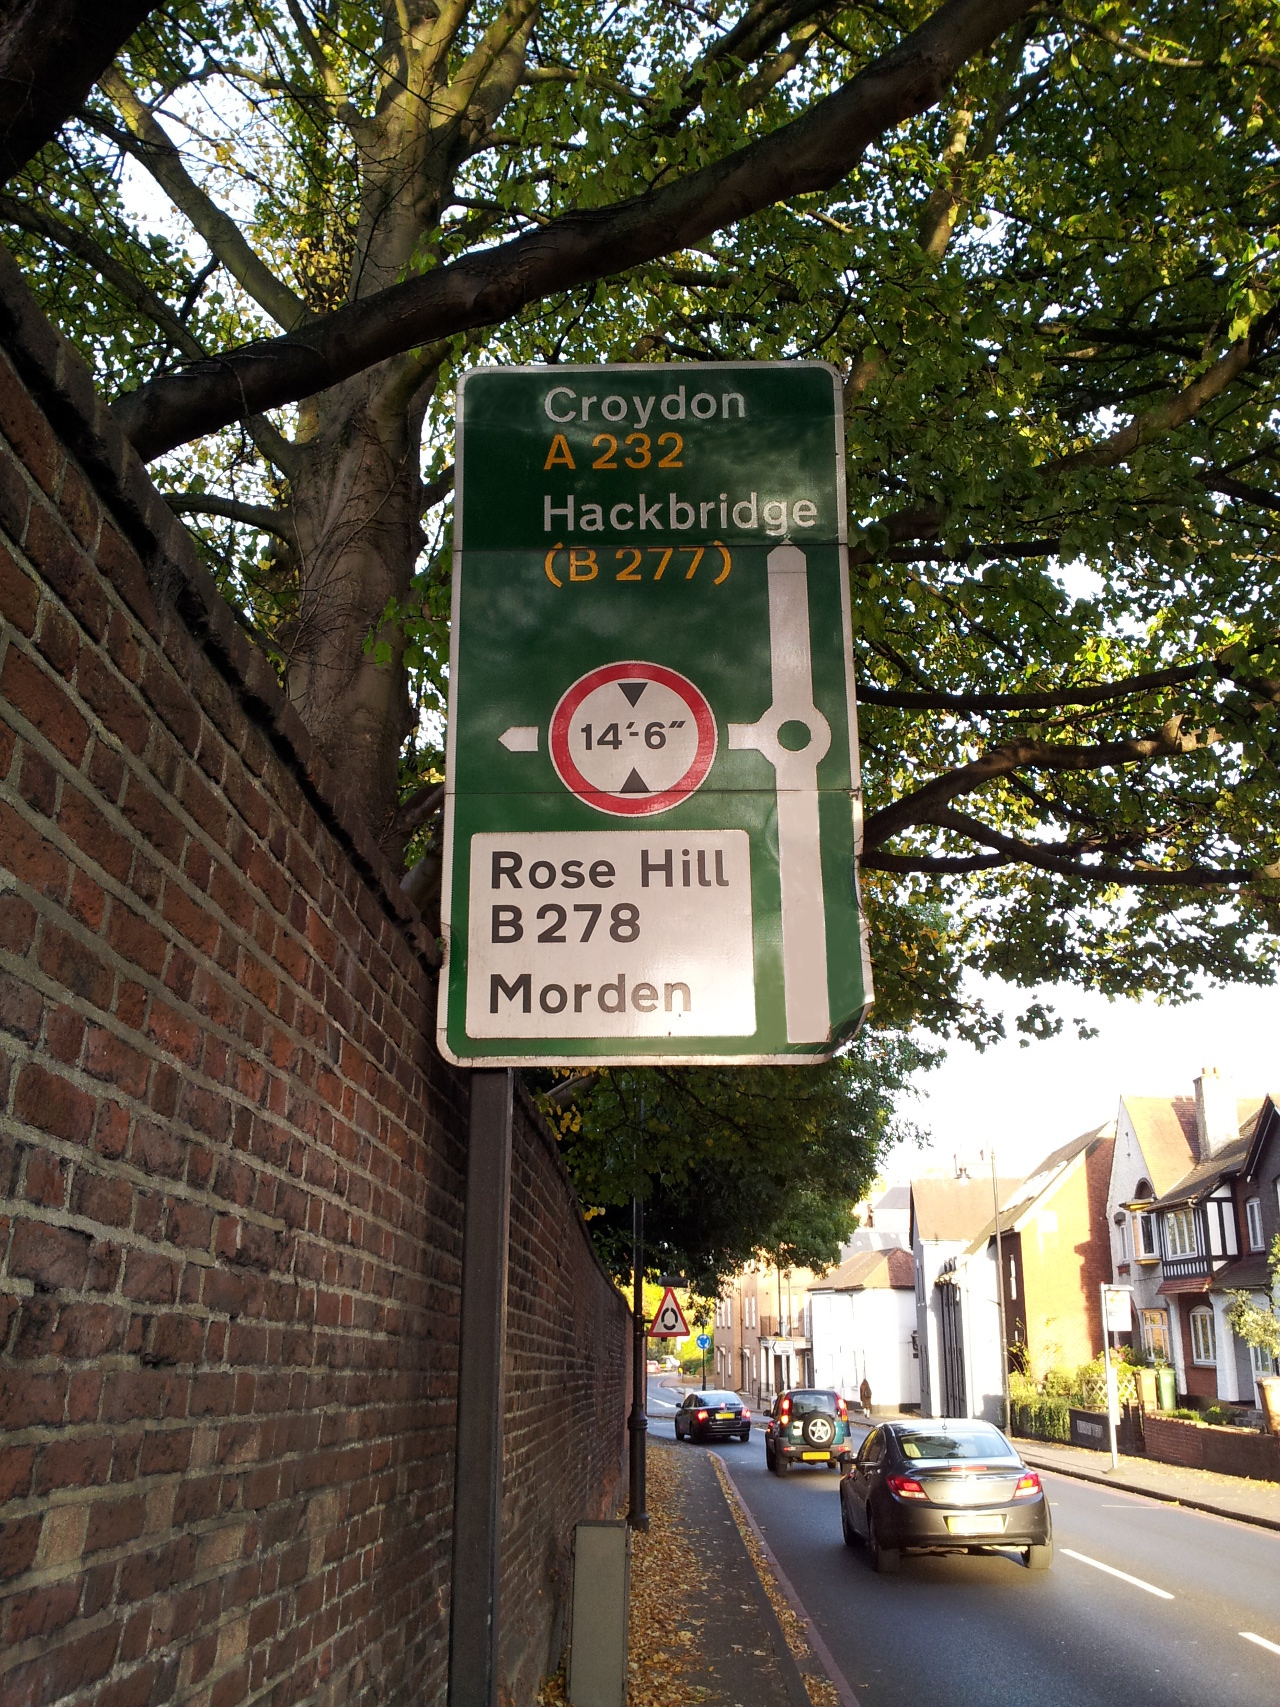 Croydon
A 232
Hackbridge
(B 277)
14'-6"
Rose Hill
B 278
Morden